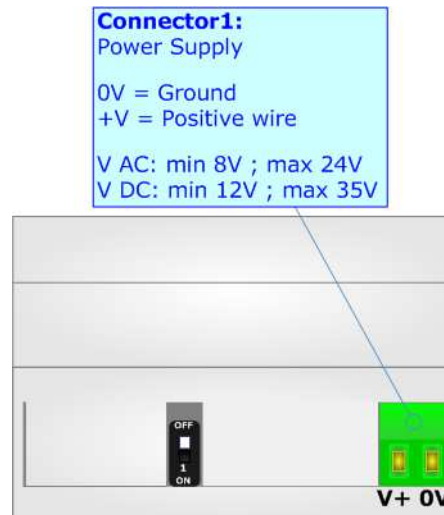 Connector1:
Power Supply
0V = Ground
+V = Positive wire
V AC: min 8V ; max 24V
V DC: min 12V ; max 35V
OFF
1
ON
V+ 0V